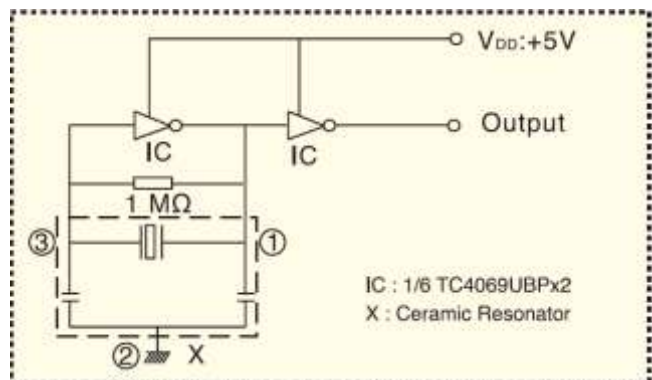 VDD:+5V
Output
IC
IC
1 MΩ
③
①
IC : 1/6 TC4069UBPx2
X : Ceramic Resonator
②
X